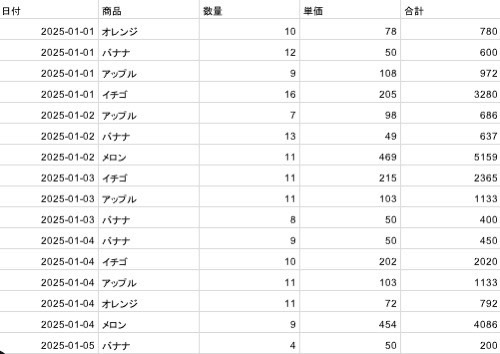 日付 商品 数量 単価 合計
2025-01-01 オレンジ 10 78 780
2025-01-01 バナナ 12 50 600
2025-01-01 アップル 9 108 972
2025-01-01 イチゴ 16 205 3280
2025-01-02 アップル 7 98 686
2025-01-02 バナナ 13 49 637
2025-01-02 メロン 11 469 5159
2025-01-03 イチゴ 11 215 2365
2025-01-03 アップル 11 103 1133
2025-01-03 バナナ 8 50 400
2025-01-04 バナナ 9 50 450
2025-01-04 イチゴ 10 202 2020
2025-01-04 アップル 11 103 1133
2025-01-04 オレンジ 11 72 792
2025-01-04 メロン 9 454 4086
2025-01-05 バナナ 4 50 200